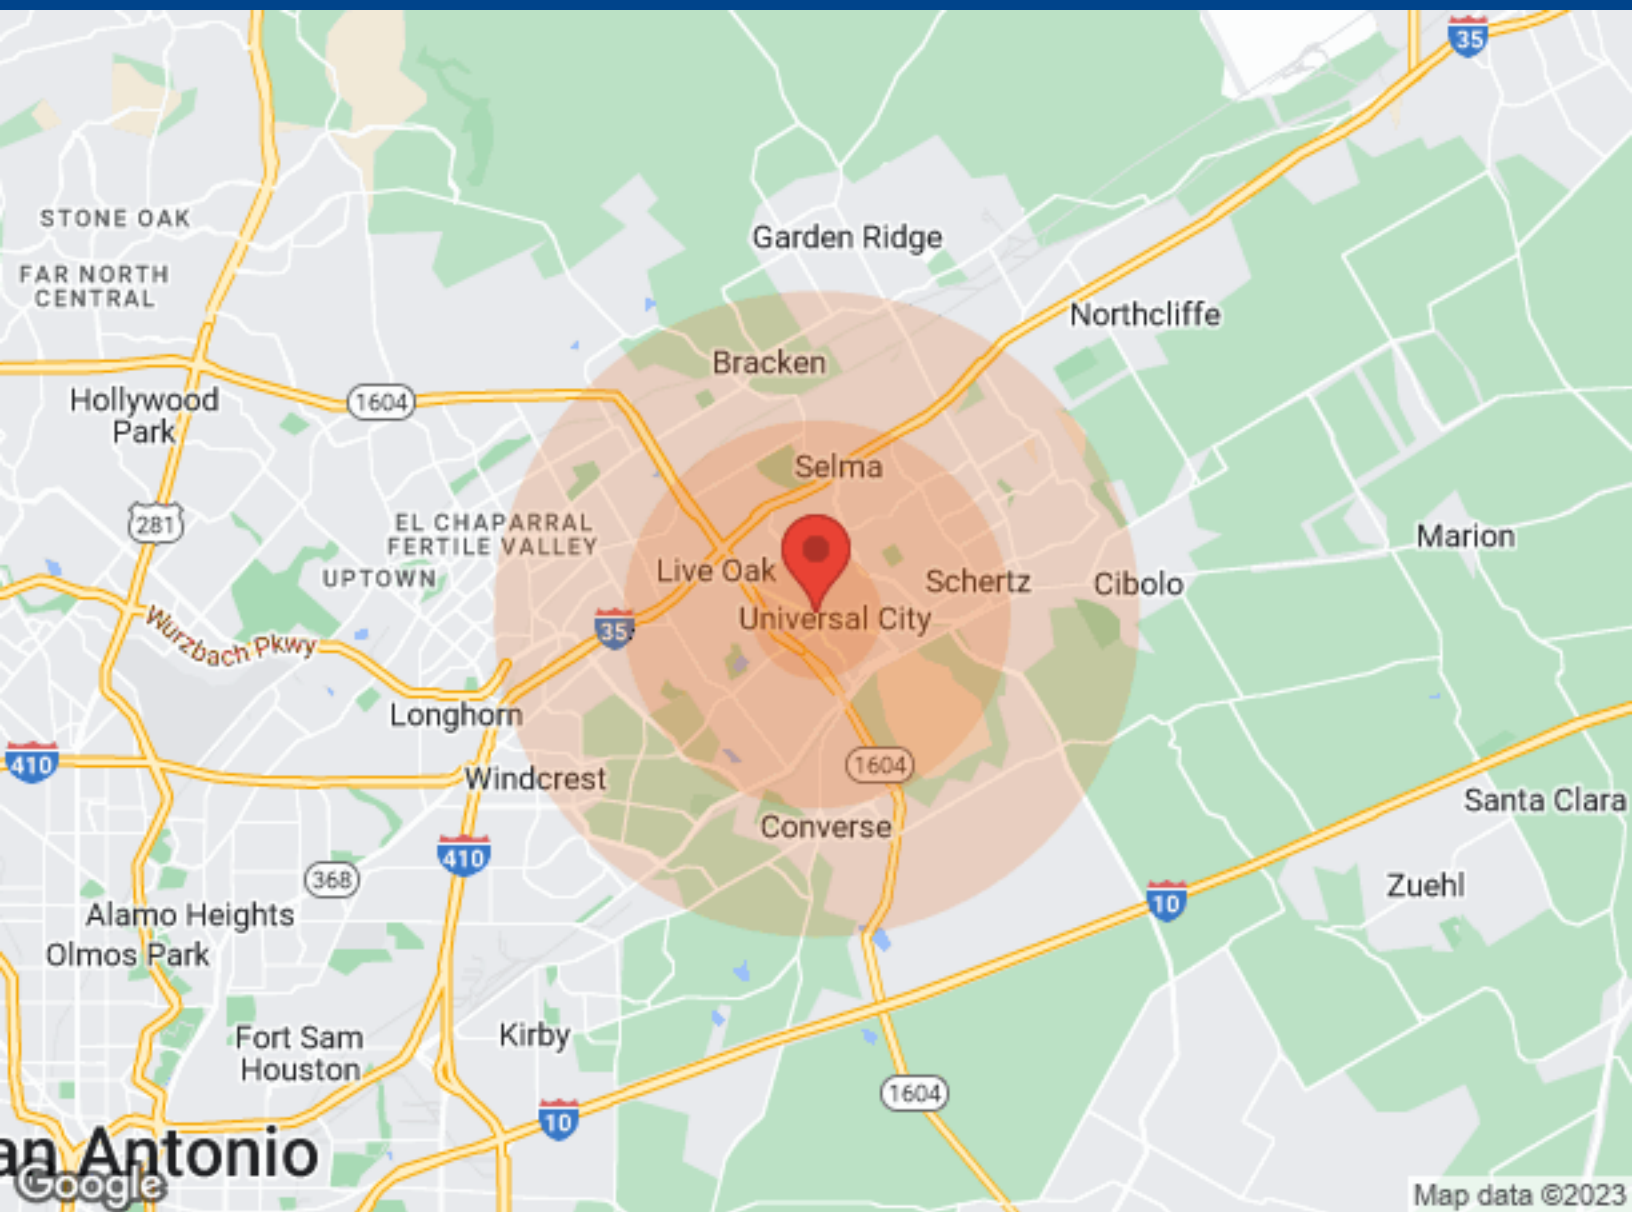 35
STONE OAK
Garden Ridge
FAR NORTH
CENTRAL
Northcliffe
Bracken
Hollywood
Park
1604
Selma
281
EL CHAPARRAL
FERTILE VALLEY
Marion
UPTOWN
Live Oak
Schertz
Cibolo
Wurzbach Pkwy
35
Universal City
Longhorn
410
Windcrest
1604
Santa Clara
Converse
410
368
Zuehl
10
Alamo Heights
Olmos Park
Fort Sam
Houston
Kirby
1604
10
an Antonio
Google
Map data ©2023